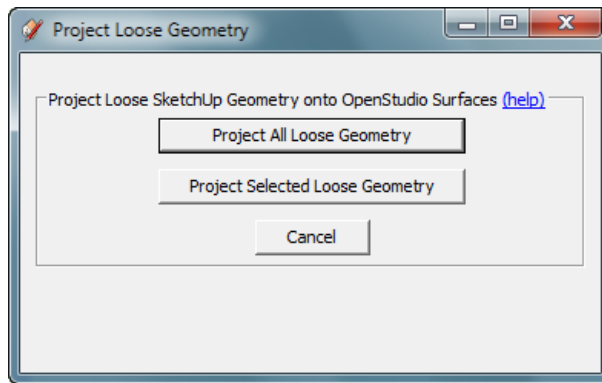 Project Loose Geometry
Project Loose SketchUp Geometry onto OpenStudio Surfaces (help)
Project All Loose Geometry
Project Selected Loose Geometry
Cancel